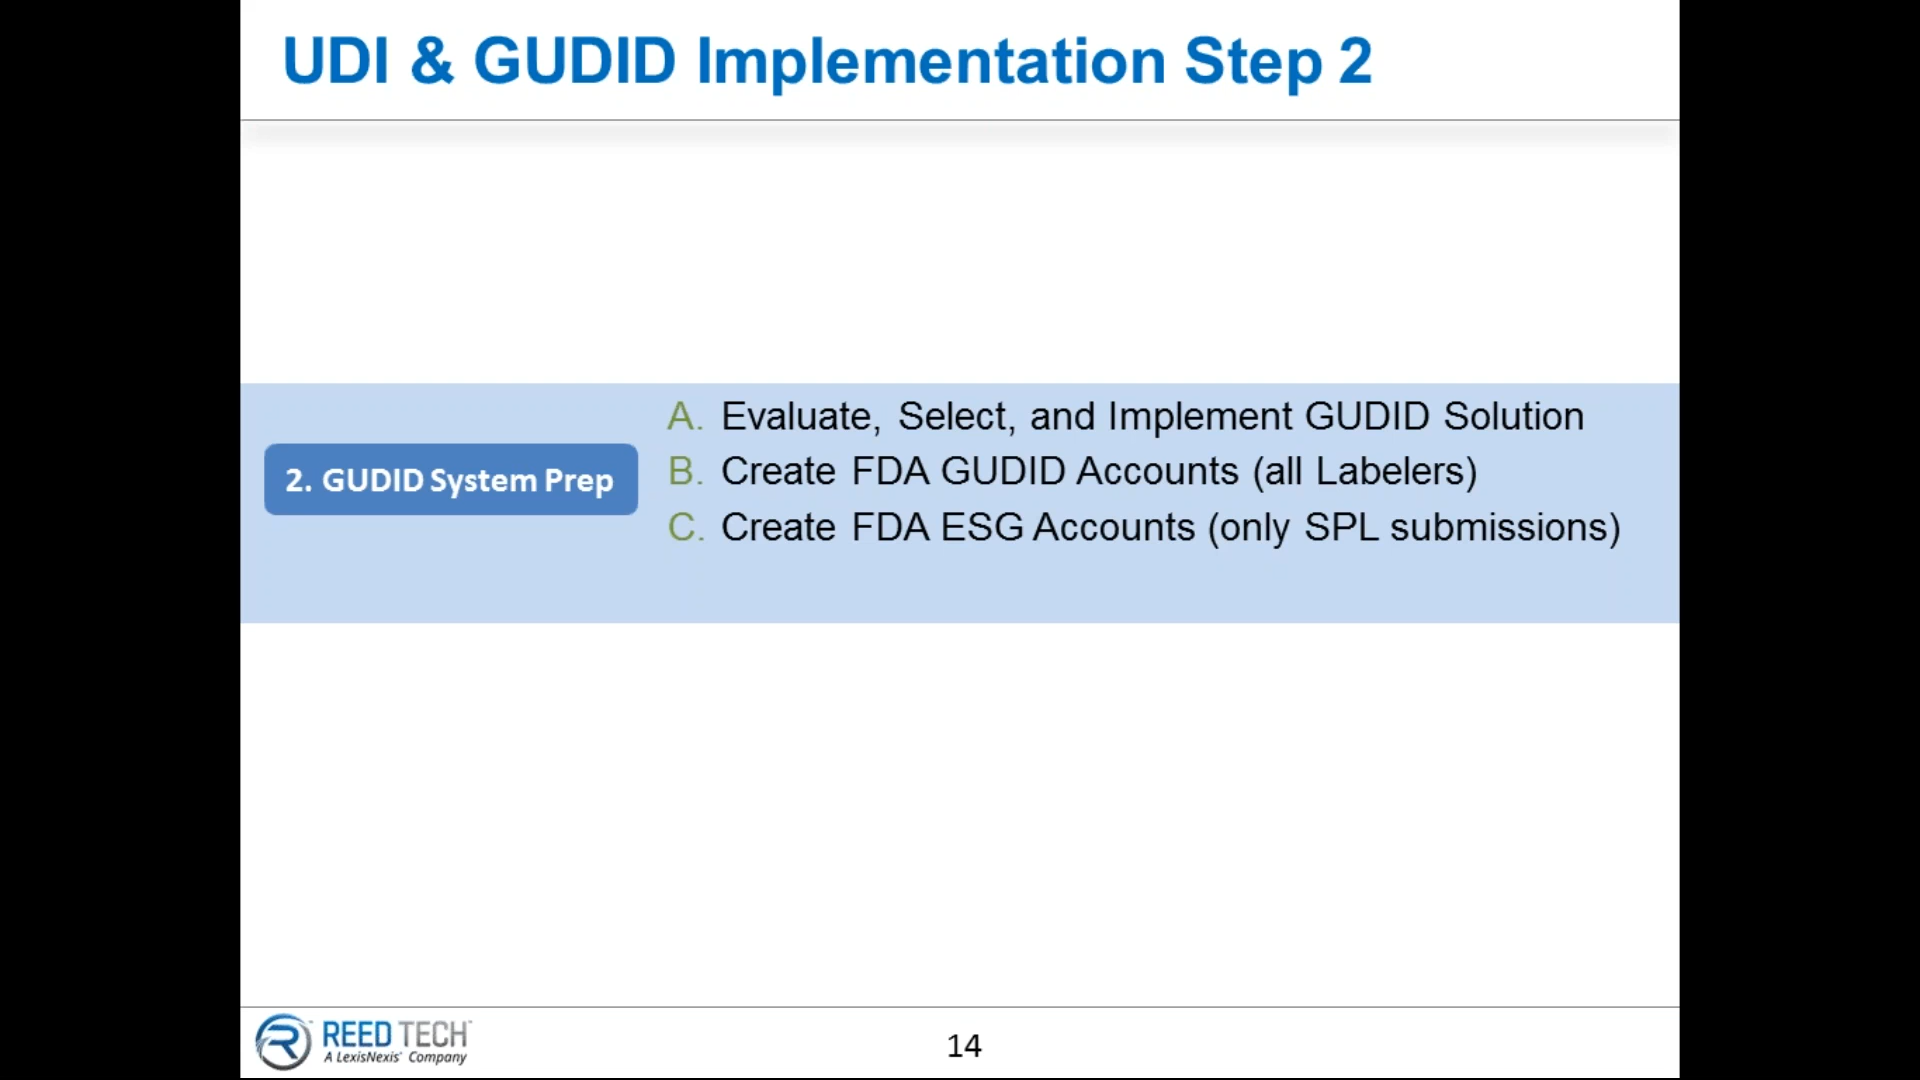 UDI & GUDID Implementation Step 2
2. GUDID System Prep
A. Evaluate, Select, and Implement GUDID Solution
B. Create FDA GUDID Accounts (all Labelers)
C. Create FDA ESG Accounts (only SPL submissions)
REED TECH™
A LexisNexis® Company
14